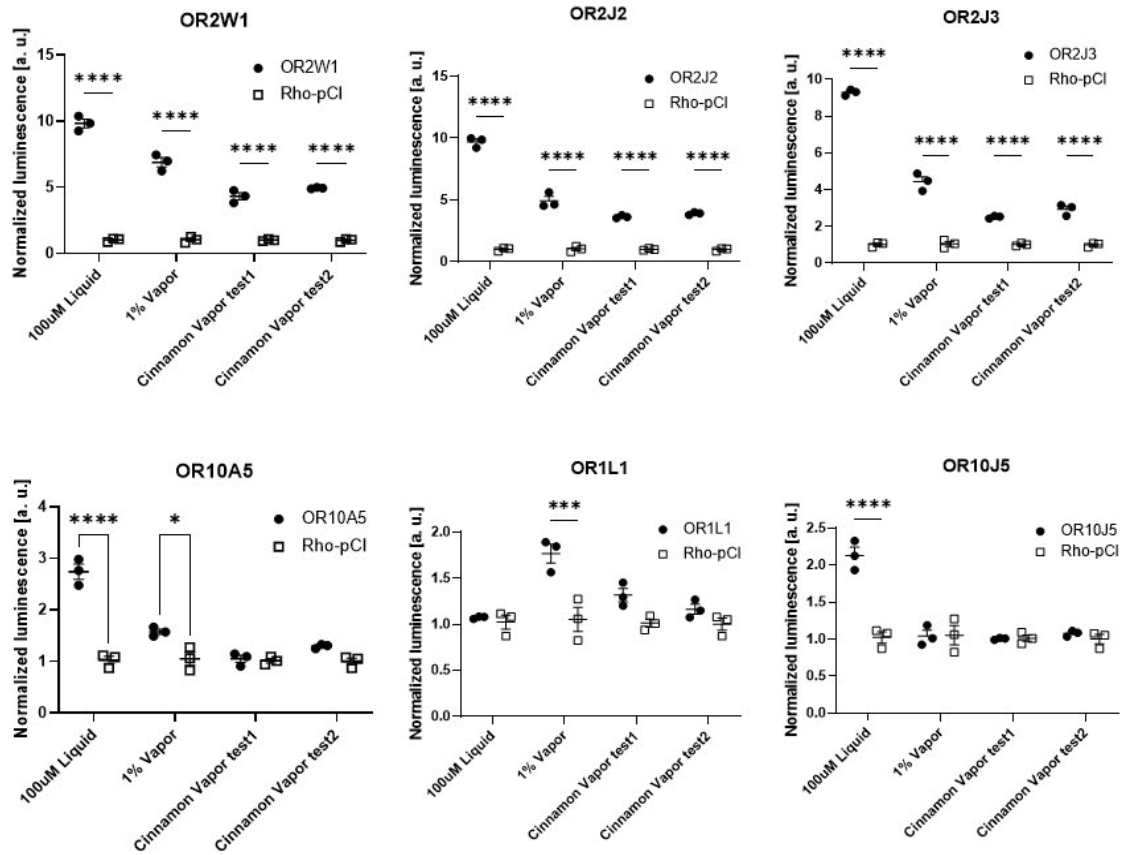 OR2W1
Normalized luminescence [a. u.]
15
10
5
0
****
****
****
****
OR2W1
Rho-pCI
100uM Liquid
1% Vapor
Cinnamon Vapor test1
Cinnamon Vapor test2
OR2J2
Normalized luminescence [a. u.]
15
10
5
0
****
****
****
****
OR2J2
Rho-pCI
100uM Liquid
1% Vapor
Cinnamon Vapor test1
Cinnamon Vapor test2
OR2J3
Normalized luminescence [a. u.]
10
8
6
4
2
0
****
****
****
****
OR2J3
Rho-pCI
100uM Liquid
1% Vapor
Cinnamon Vapor test1
Cinnamon Vapor test2
OR10A5
Normalized luminescence [a. u.]
4
3
2
1
0
****
*
OR10A5
Rho-pCI
100uM Liquid
1% Vapor
Cinnamon Vapor test1
Cinnamon Vapor test2
OR1L1
Normalized luminescence [a. u.]
2.0
1.5
1.0
0.5
0.0
***
OR1L1
Rho-pCI
100uM Liquid
1% Vapor
Cinnamon Vapor test1
Cinnamon Vapor test2
OR10J5
Normalized luminescence [a. u.]
2.5
2.0
1.5
1.0
0.5
0.0
****
OR10J5
Rho-pCI
100uM Liquid
1% Vapor
Cinnamon Vapor test1
Cinnamon Vapor test2